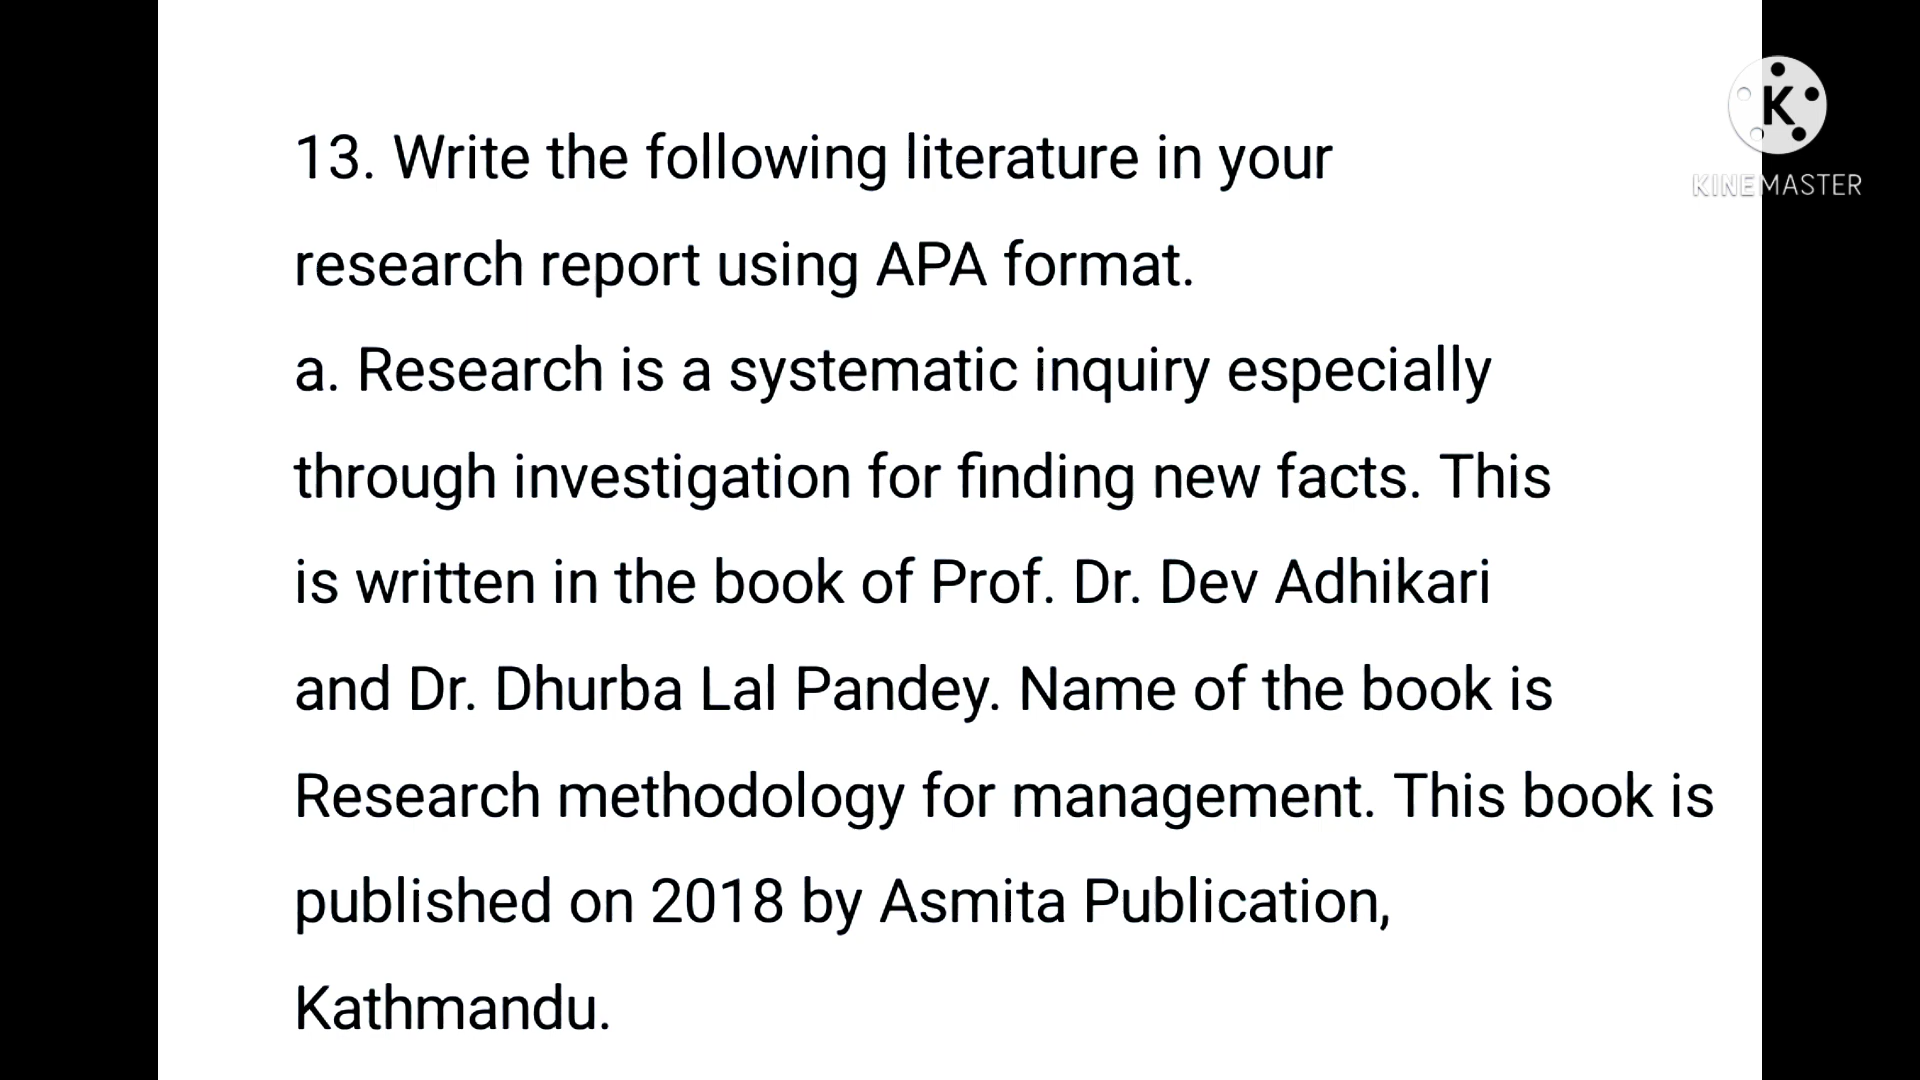 13. Write the following literature in your
research report using APA format.
a. Research is a systematic inquiry especially
through investigation for finding new facts. This
is written in the book of Prof. Dr. Dev Adhikari
and Dr. Dhurba Lal Pandey. Name of the book is
Research methodology for management. This book is
published on 2018 by Asmita Publication,
Kathmandu.
K
KINEMASTER